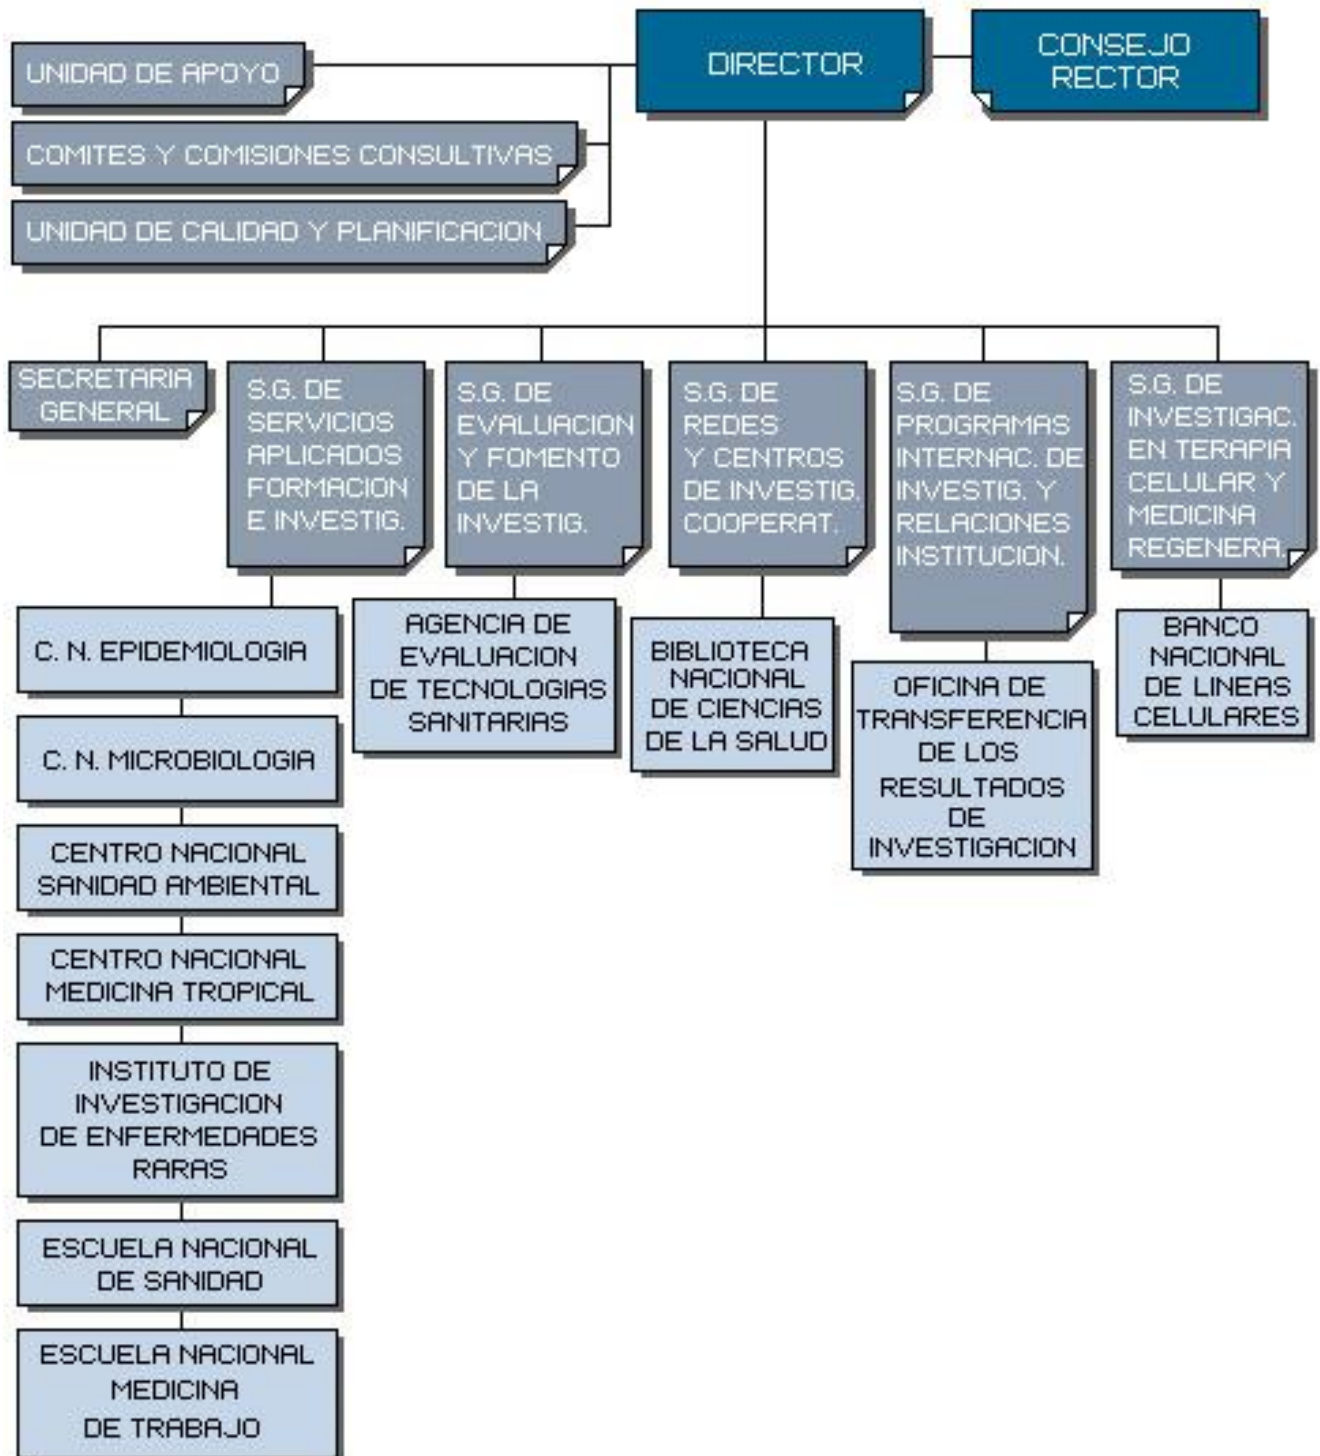 UNIDAD DE APOYO
DIRECTOR
CONSEJO
RECTOR
COMITES Y COMISIONES CONSULTIVAS
UNIDAD DE CALIDAD Y PLANIFICACION
SECRETARIA
GENERAL
S.G. DE
SERVICIOS
APLICADOS
FORMACION
E INVESTIG.
S.G. DE
EVALUACION
Y FOMENTO
DE LA
INVESTIG.
S.G. DE
REDES
Y CENTROS
DE INVESTIG.
COOPERAT.
S.G. DE
PROGRAMAS
INTERNAC. DE
INVESTIG. Y
RELACIONES
INSTITUCION.
S.G. DE
INVESTIGAC.
EN TERAPIA
CELULAR Y
MEDICINA
REGENERA.
C. N. EPIDEMIOLOGIA
C. N. MICROBIOLOGIA
CENTRO NACIONAL
SANIDAD AMBIENTAL
CENTRO NACIONAL
MEDICINA TROPICAL
INSTITUTO DE
INVESTIGACION
DE ENFERMEDADES
RARAS
ESCUELA NACIONAL
DE SANIDAD
ESCUELA NACIONAL
MEDICINA
DE TRABAJO
AGENCIA DE
EVALUACION
DE TECNOLOGIAS
SANITARIAS
BIBLIOTECA
NACIONAL
DE CIENCIAS
DE LA SALUD
OFICINA DE
TRANSFERENCIA
DE LOS
RESULTADOS
DE
INVESTIGACION
BANCO
NACIONAL
DE LINEAS
CELULARES